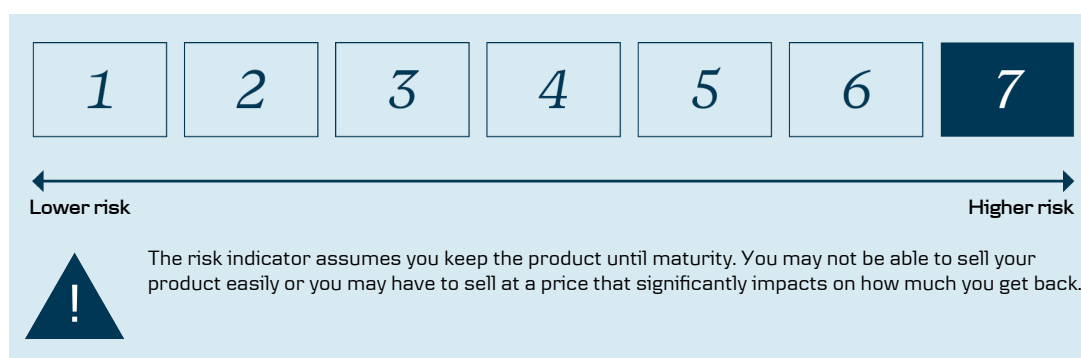 1 2 3 4 5 6 7
Lower risk Higher risk
The risk indicator assumes you keep the product until maturity. You may not be able to sell your
! product easily or you may have to sell at a price that significantly impacts on how much you get back.